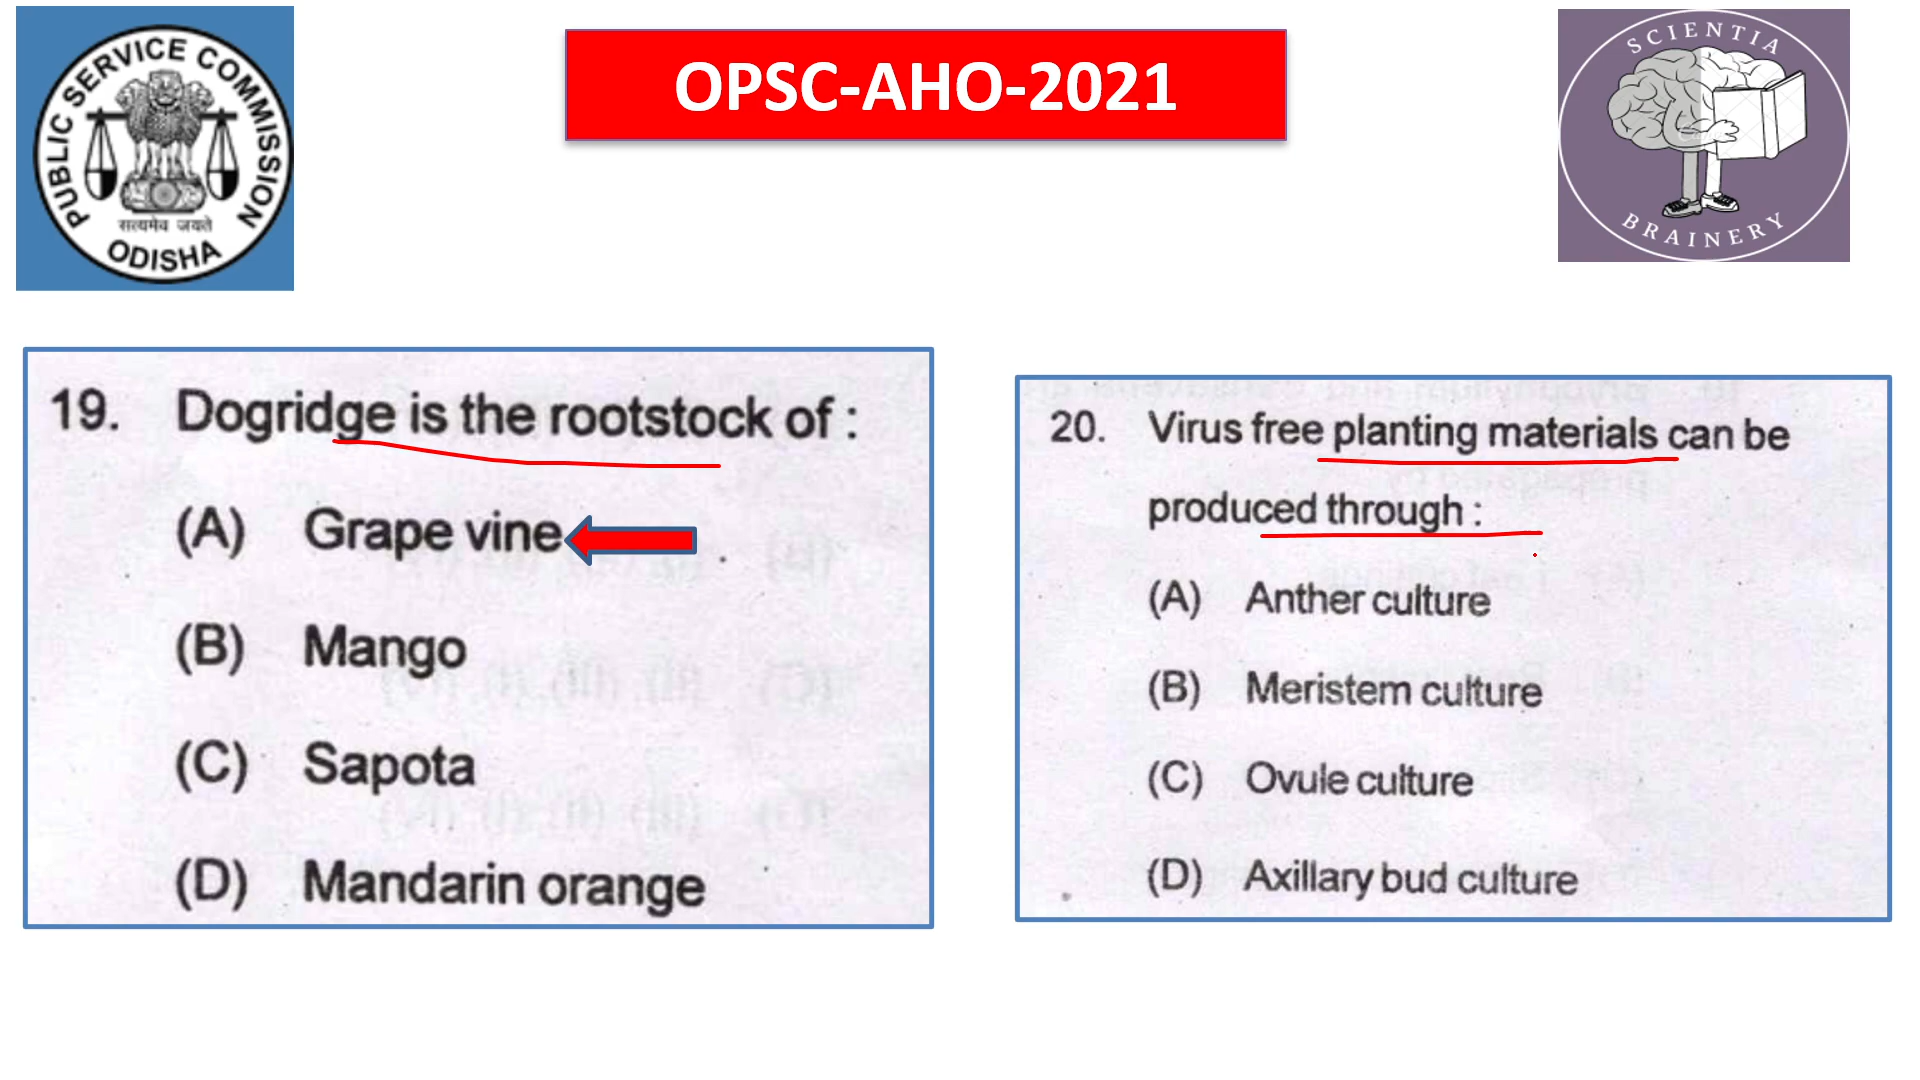 PUBLIC SERVICE COMMISSION
सत्यमेव जयते
ODISHA
OPSC-AHO-2021
SCIENTIA
BRAINERY
19. Dogridge is the rootstock of :
(A) Grape vine
(B) Mango
(C) Sapota
(D) Mandarin orange
20. Virus free planting materials can be
produced through :
(A) Anther culture
(B) Meristem culture
(C) Ovule culture
(D) Axillary bud culture